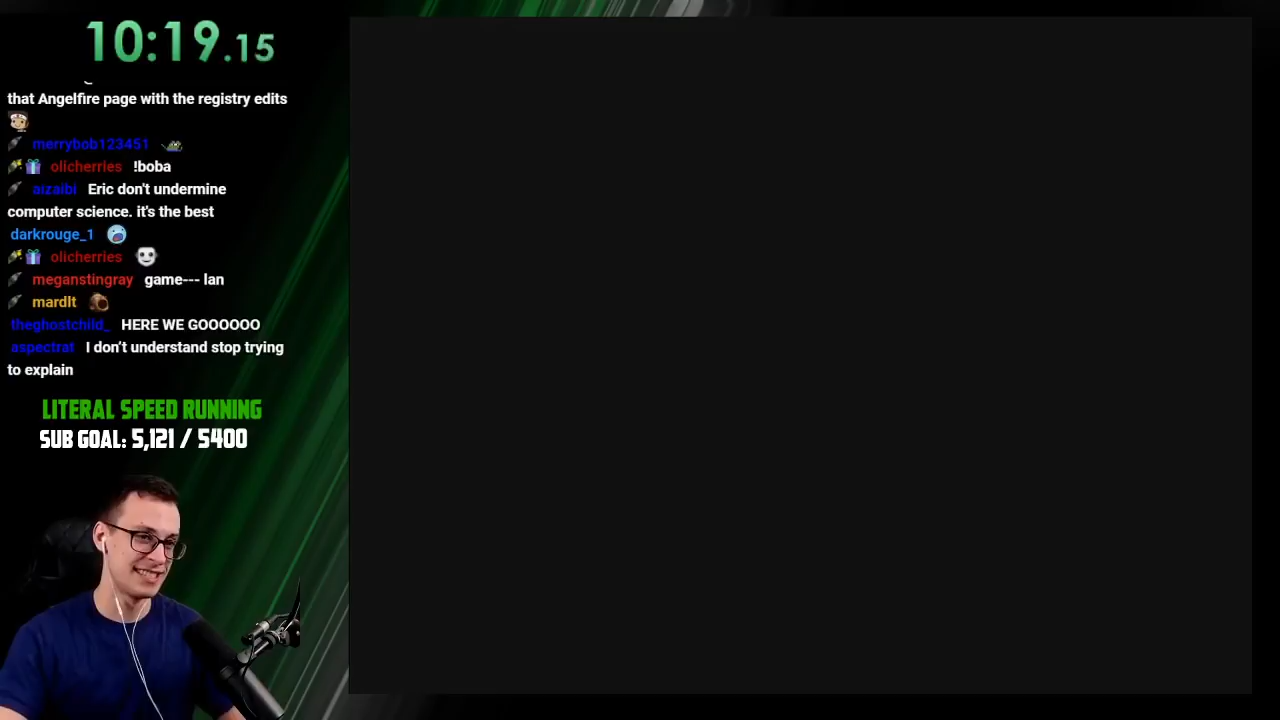 10:19.15
that Angelfire page with the registry edits
merrybob123451
olicherries !boba
aizaibi Eric don't undermine
computer science. it's the best
darkrouge_1
olicherries
meganstingray game--- lan
mardlt
theghostchild_ HERE WE GOOOOOO
aspectrat I don't understand stop trying
to explain
LITERAL SPEED RUNNING
SUB GOAL: 5,121 / 5400